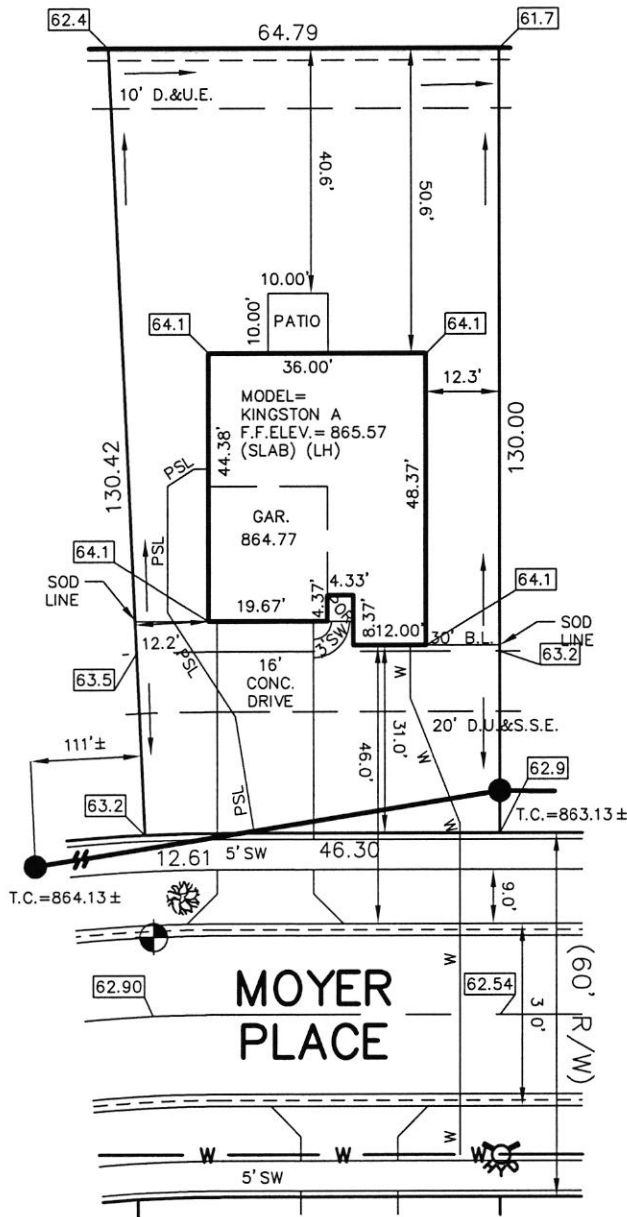 62.4
64.79
61.7
10' D.&U.E.
40.6'
50.6'
10.00'
10.00'
PATIO
64.1
64.1
36.00'
12.3'
MODEL=
KINGSTON A
F.F.ELEV.= 865.57
(SLAB) (LH)
130.42
44.38'
48.37'
130.00
PSL
GAR.
864.77
PSL
64.1
4.33'
64.1
SOD
LINE
19.67'
4.37'
POR.
8.37'
12.00'
30' B.L.
SOD
LINE
12.2'
3'SW
63.2
63.5
PSL
16'
CONC.
DRIVE
W
46.0'
31.0'
20' D.U.&S.S.E.
111'±
W
62.9
63.2
PSL
T.C.=863.13±
W
12.61
5' SW
46.30
T.C.=864.13±
9.0'
62.90
MOYER
PLACE
W
62.54
3.0'
(60' R/W)
W
W
W
W
5' SW